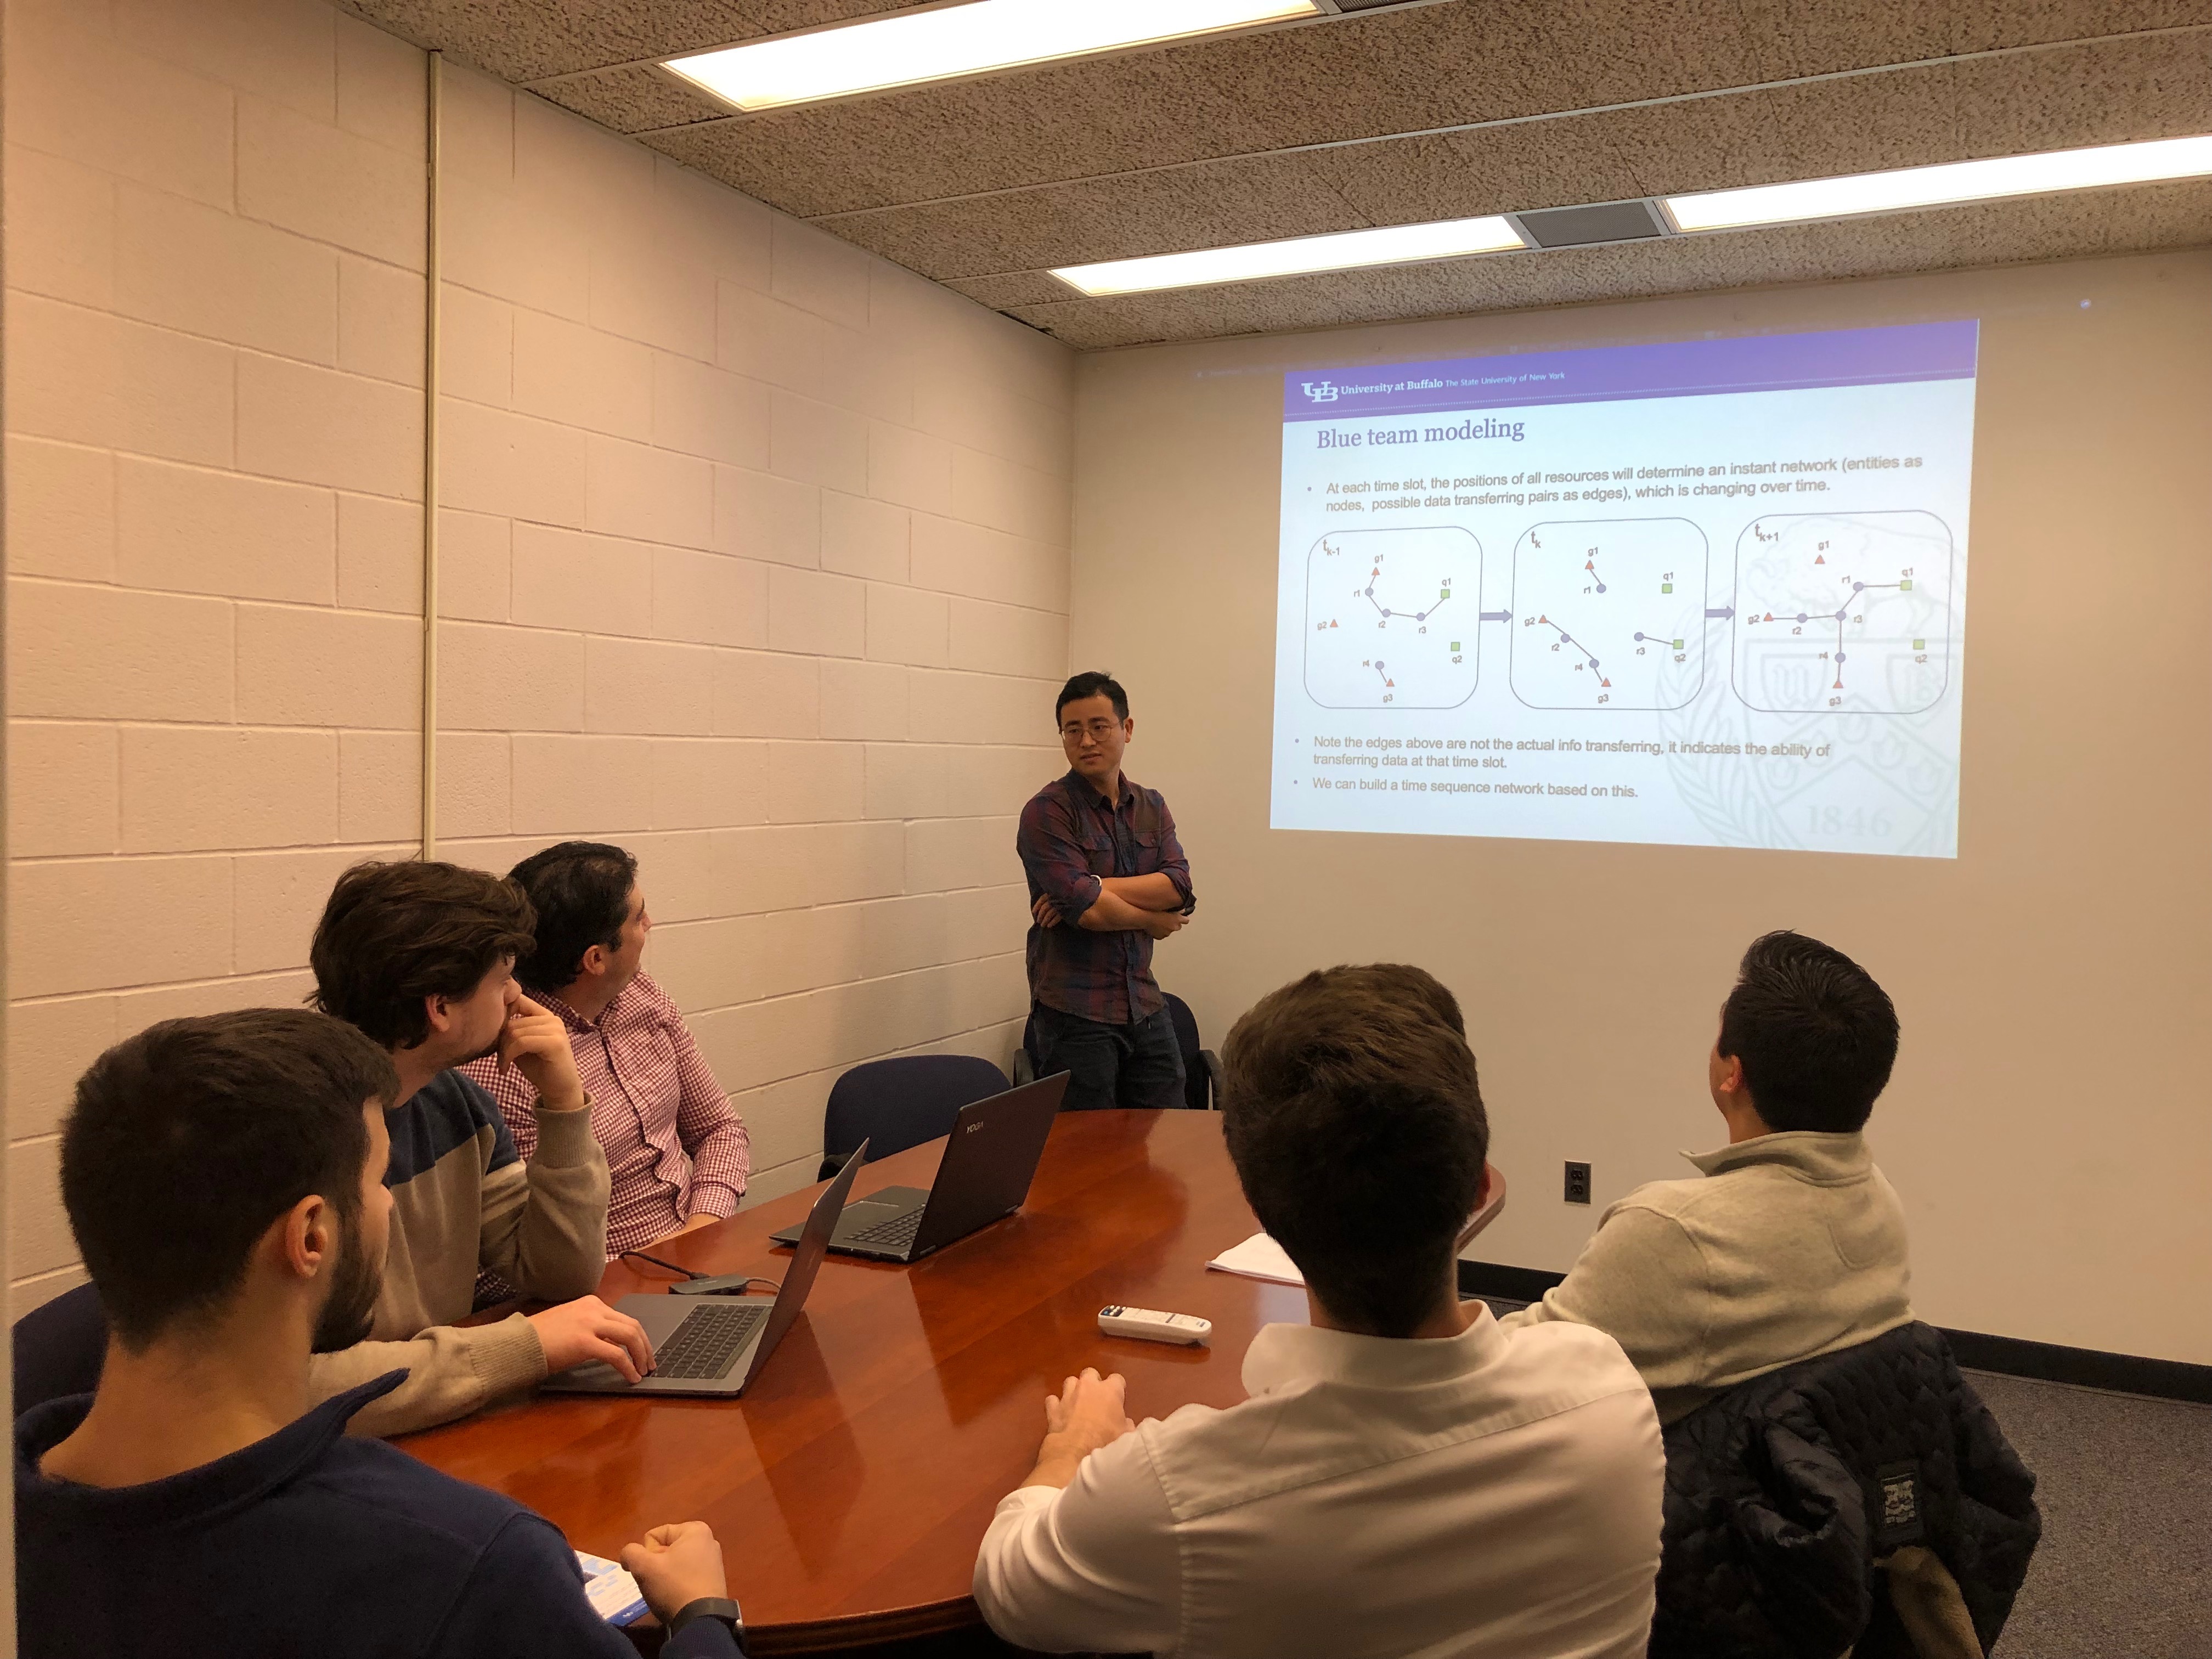 UB University at Buffalo The State University of New York
Blue team modeling
• At each time slot, the positions of all resources will determine an instant network (entities as
nodes, possible data transferring pairs as edges), which is changing over time.
tk-1
g1
r1
q1
r2
r3
g2
q2
r4
g3
tk
g1
r1
q1
g2
r2
r3
q2
r4
g3
tk+1
g1
r1
q1
g2
r2
r3
r4
q2
g3
• Note the edges above are not the actual info transferring, it indicates the ability of
transferring data at that time slot.
• We can build a time sequence network based on this.
U B
1846
YOGA